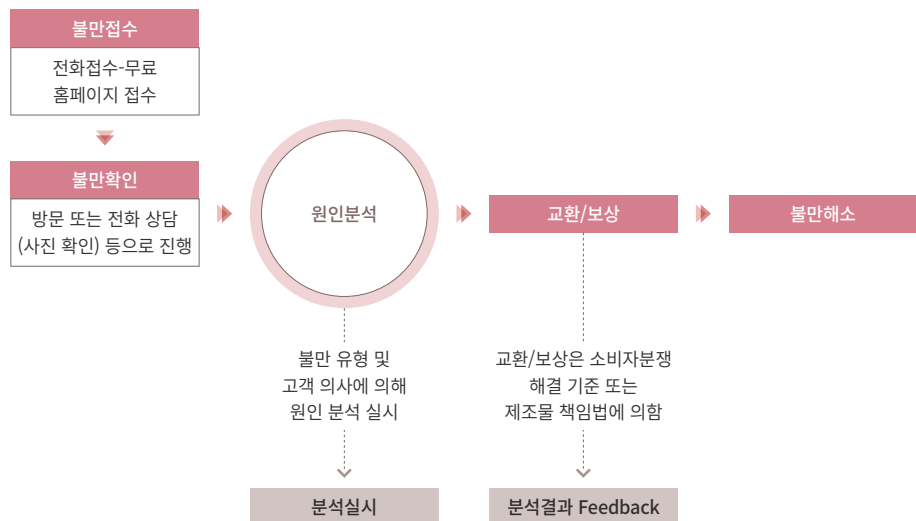 불만접수
전화접수-무료
홈페이지 접수
불만확인
방문 또는 전화 상담
(사진 확인) 등으로 진행
원인분석
교환/보상
불만해소
불만 유형 및
고객 의사에 의해
원인 분석 실시
교환/보상은 소비자분쟁
해결 기준 또는
제조물 책임법에 의함
분석실시
분석결과 Feedback